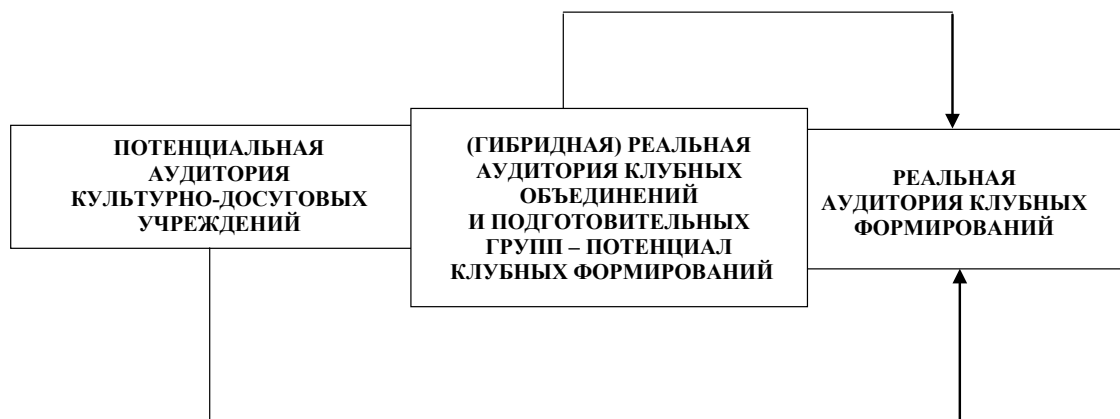 ПОТЕНЦИАЛЬНАЯ
АУДИТОРИЯ
КУЛЬТУРНО-ДОСУГОВЫХ
УЧРЕЖДЕНИЙ
(ГИБРИДНАЯ) РЕАЛЬНАЯ
АУДИТОРИЯ КЛУБНЫХ
ОБЪЕДИНЕНИЙ
И ПОДГОТОВИТЕЛЬНЫХ
ГРУПП – ПОТЕНЦИАЛ
КЛУБНЫХ ФОРМИРОВАНИЙ
РЕАЛЬНАЯ
АУДИТОРИЯ КЛУБНЫХ
ФОРМИРОВАНИЙ